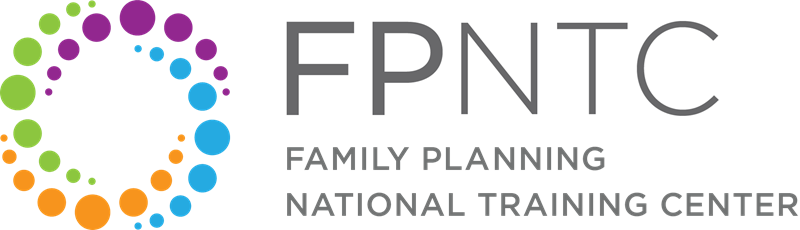 FPNTC
FAMILY PLANNING
NATIONAL TRAINING CENTER